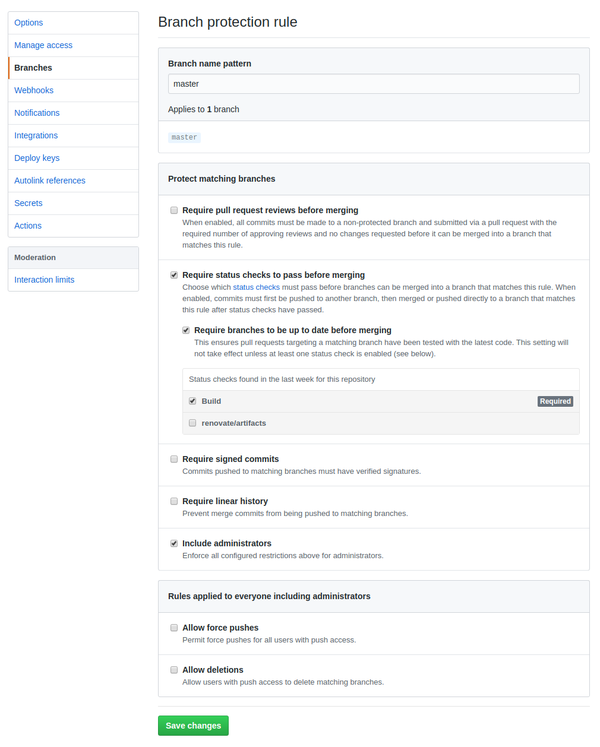 Options
Manage access
Branches
Webhooks
Notifications
Integrations
Deploy keys
Autolink references
Secrets
Actions
Moderation
Interaction limits
Branch protection rule
Branch name pattern
master
Applies to 1 branch
master
Protect matching branches
Require pull request reviews before merging
When enabled, all commits must be made to a non-protected branch and submitted via a pull request with the
required number of approving reviews and no changes requested before it can be merged into a branch that
matches this rule.
Require status checks to pass before merging
Choose which status checks must pass before branches can be merged into a branch that matches this rule. When
enabled, commits must first be pushed to another branch, then merged or pushed directly to a branch that matches
this rule after status checks have passed.
Require branches to be up to date before merging
This ensures pull requests targeting a matching branch have been tested with the latest code. This setting will
not take effect unless at least one status check is enabled (see below).
Status checks found in the last week for this repository
Build Required
renovate/artifacts
Require signed commits
Commits pushed to matching branches must have verified signatures.
Require linear history
Prevent merge commits from being pushed to matching branches.
Include administrators
Enforce all configured restrictions above for administrators.
Rules applied to everyone including administrators
Allow force pushes
Permit force pushes for all users with push access.
Allow deletions
Allow users with push access to delete matching branches.
Save changes